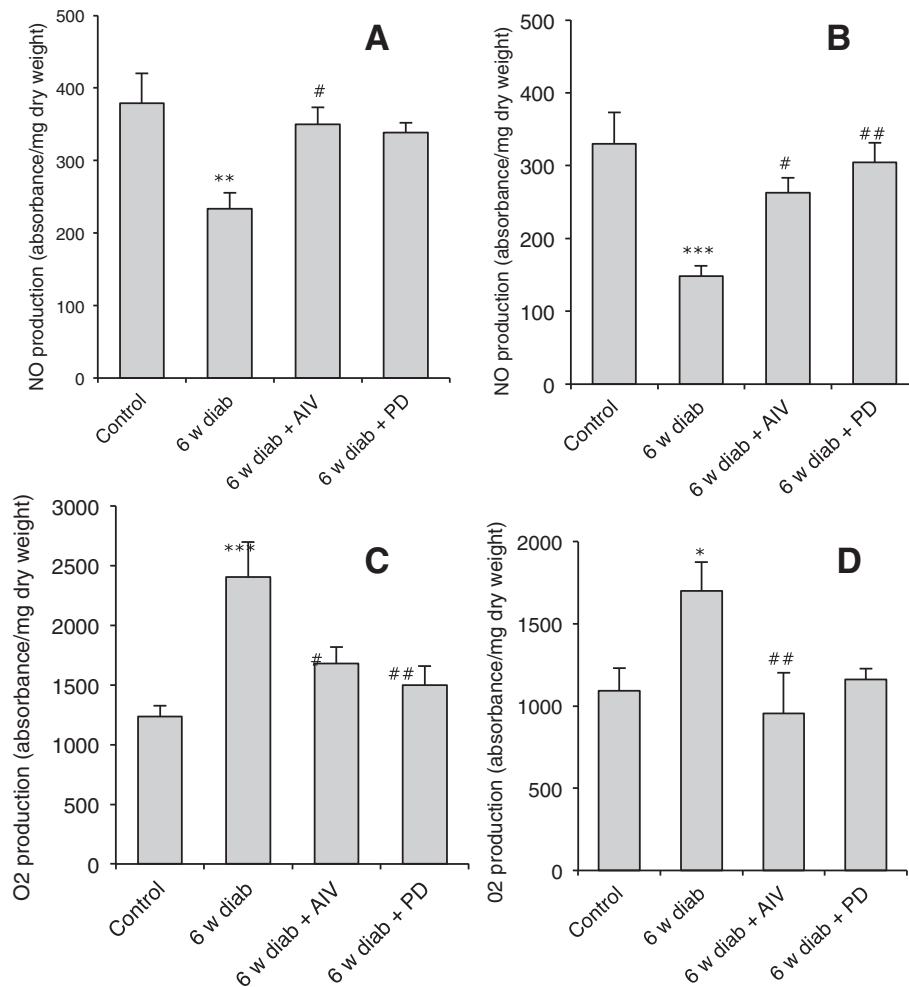 A
NO production (absorbance/mg dry weight)
500
400
300
200
100
0
**
#
Control
6 w diab
6 w diab + AIV
6 w diab + PD
B
NO production (absorbance/mg dry weight)
500
400
300
200
100
0
***
#
##
Control
6 w diab
6 w diab + AIV
6 w diab + PD
C
O2 production (absorbance/mg dry weight)
3000
2500
2000
1500
1000
500
0
***
#
##
Control
6 w diab
6 w diab + AIV
6 w diab + PD
D
02 production (absorbance/mg dry weight)
2000
1500
1000
500
0
*
##
Control
6 w diab
6 w diab + AIV
6 w diab + PD